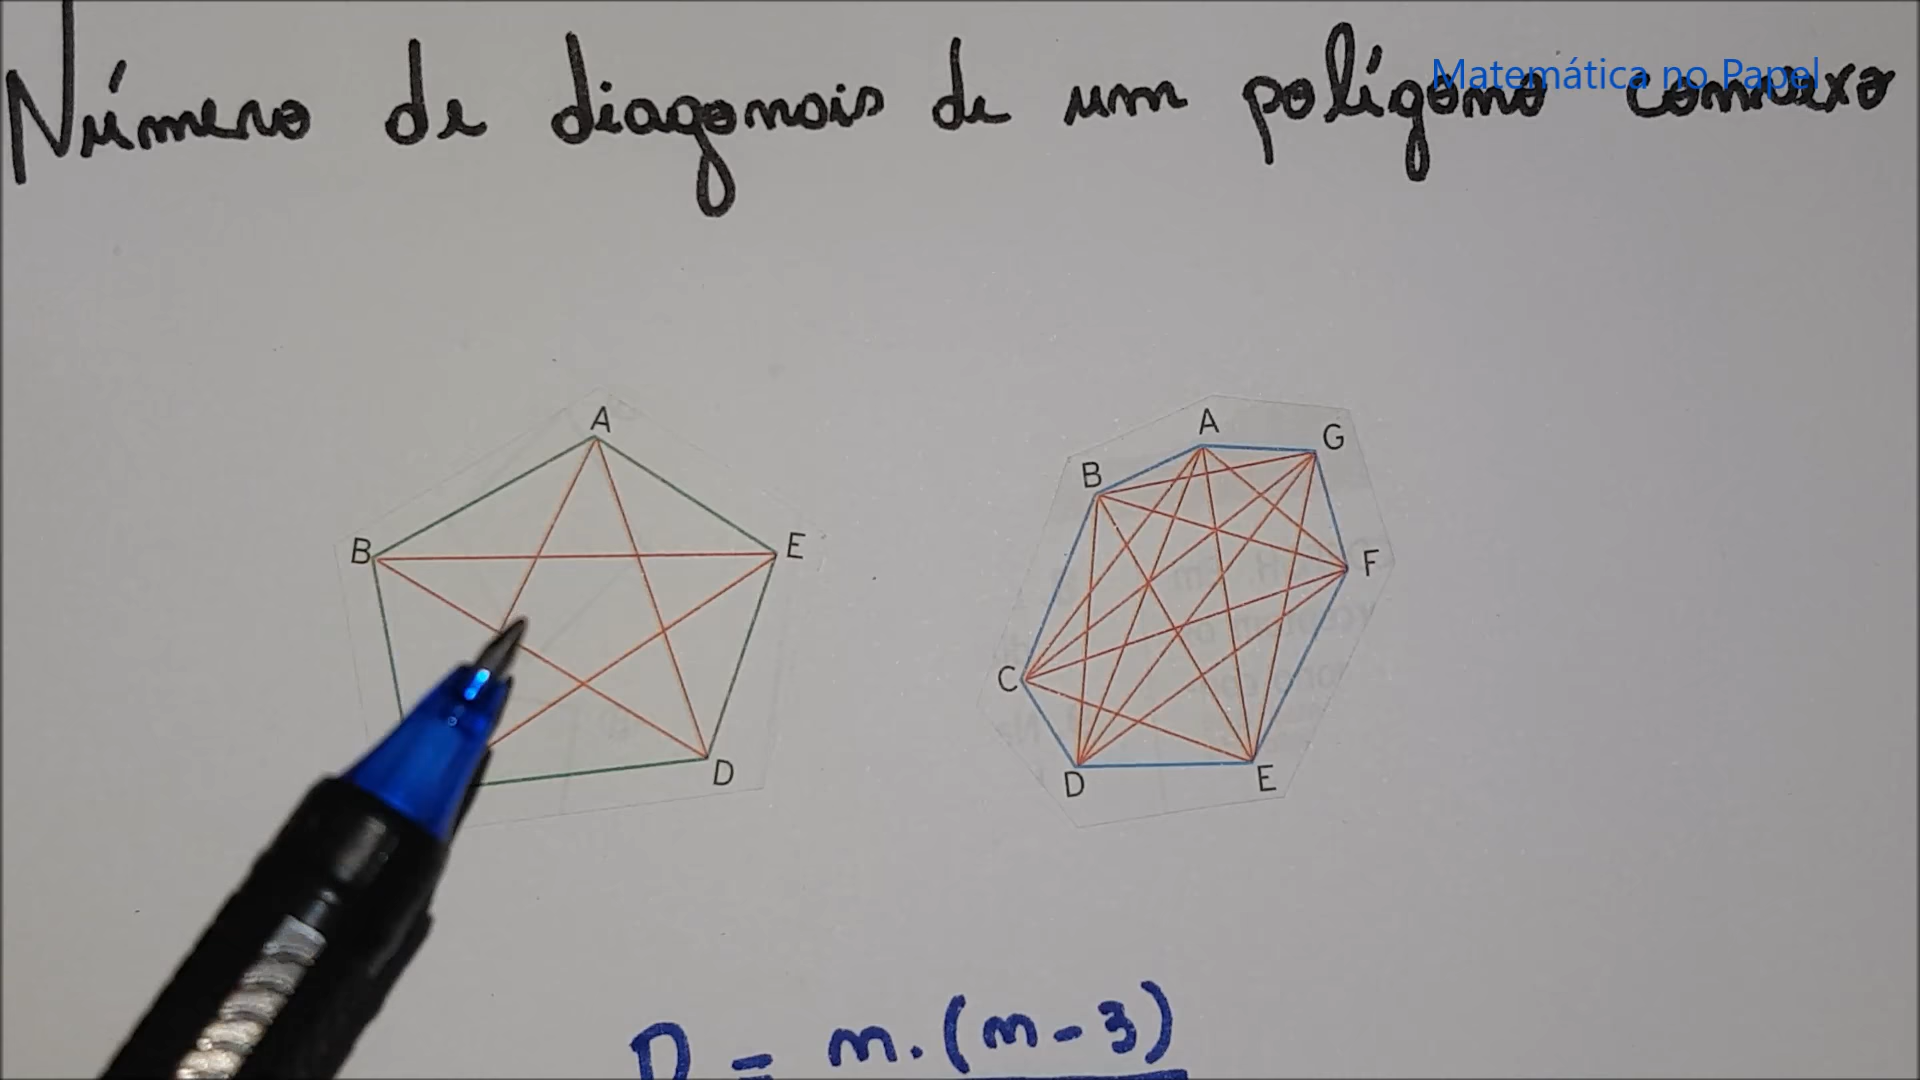 Número de diagonais de um polígono convexo
Matemática no Papel
A
B
E
D
A
G
B
F
C
D
E
D = n.(n-3)